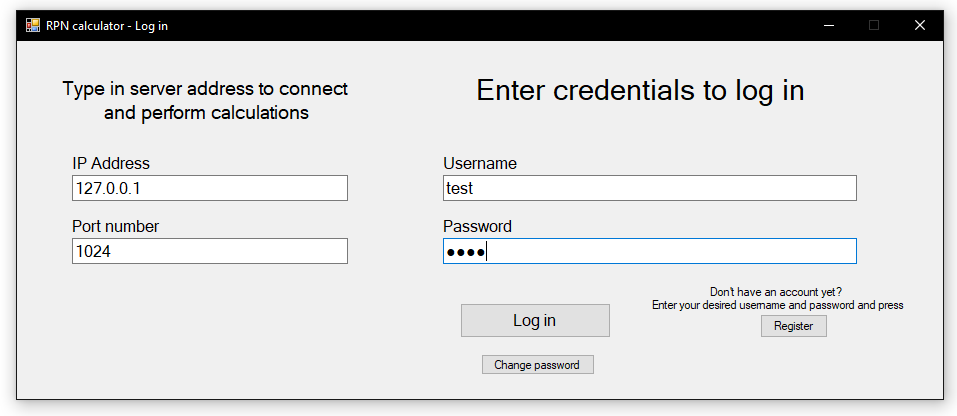 RPN calculator - Log in
Type in server address to connect
and perform calculations
IP Address
127.0.0.1
Port number
1024
Enter credentials to log in
Username
test
Password
●●●●
Log in
Change password
Don't have an account yet?
Enter your desired username and password and press
Register